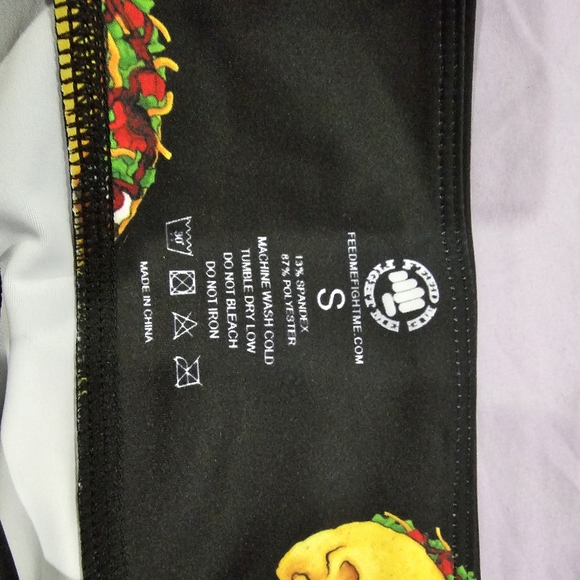 FEED ME
FIGHT ME
FEEDMEFIGHTME.COM
S
13% SPANDEX
87% POLYESTER
MACHINE WASH COLD
TUMBLE DRY LOW
DO NOT BLEACH
DO NOT IRON
30°
MADE IN CHINA